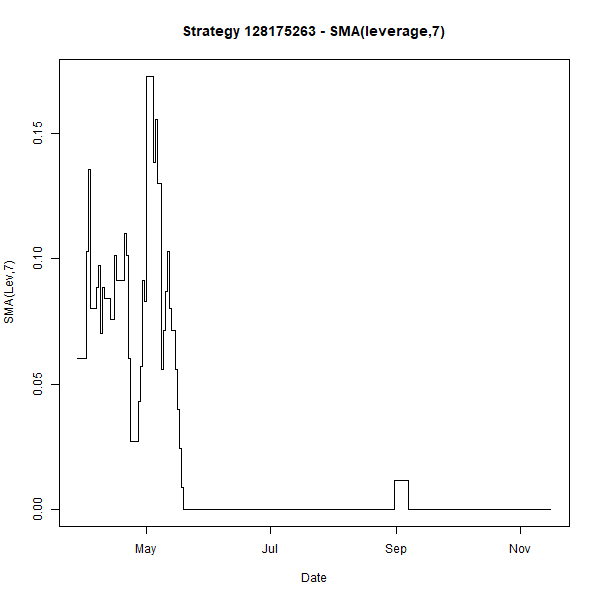 Strategy 128175263 - SMA(leverage,7)
SMA(Lev,7)
0.15
0.10
0.05
0.00
May Jul Sep Nov
Date